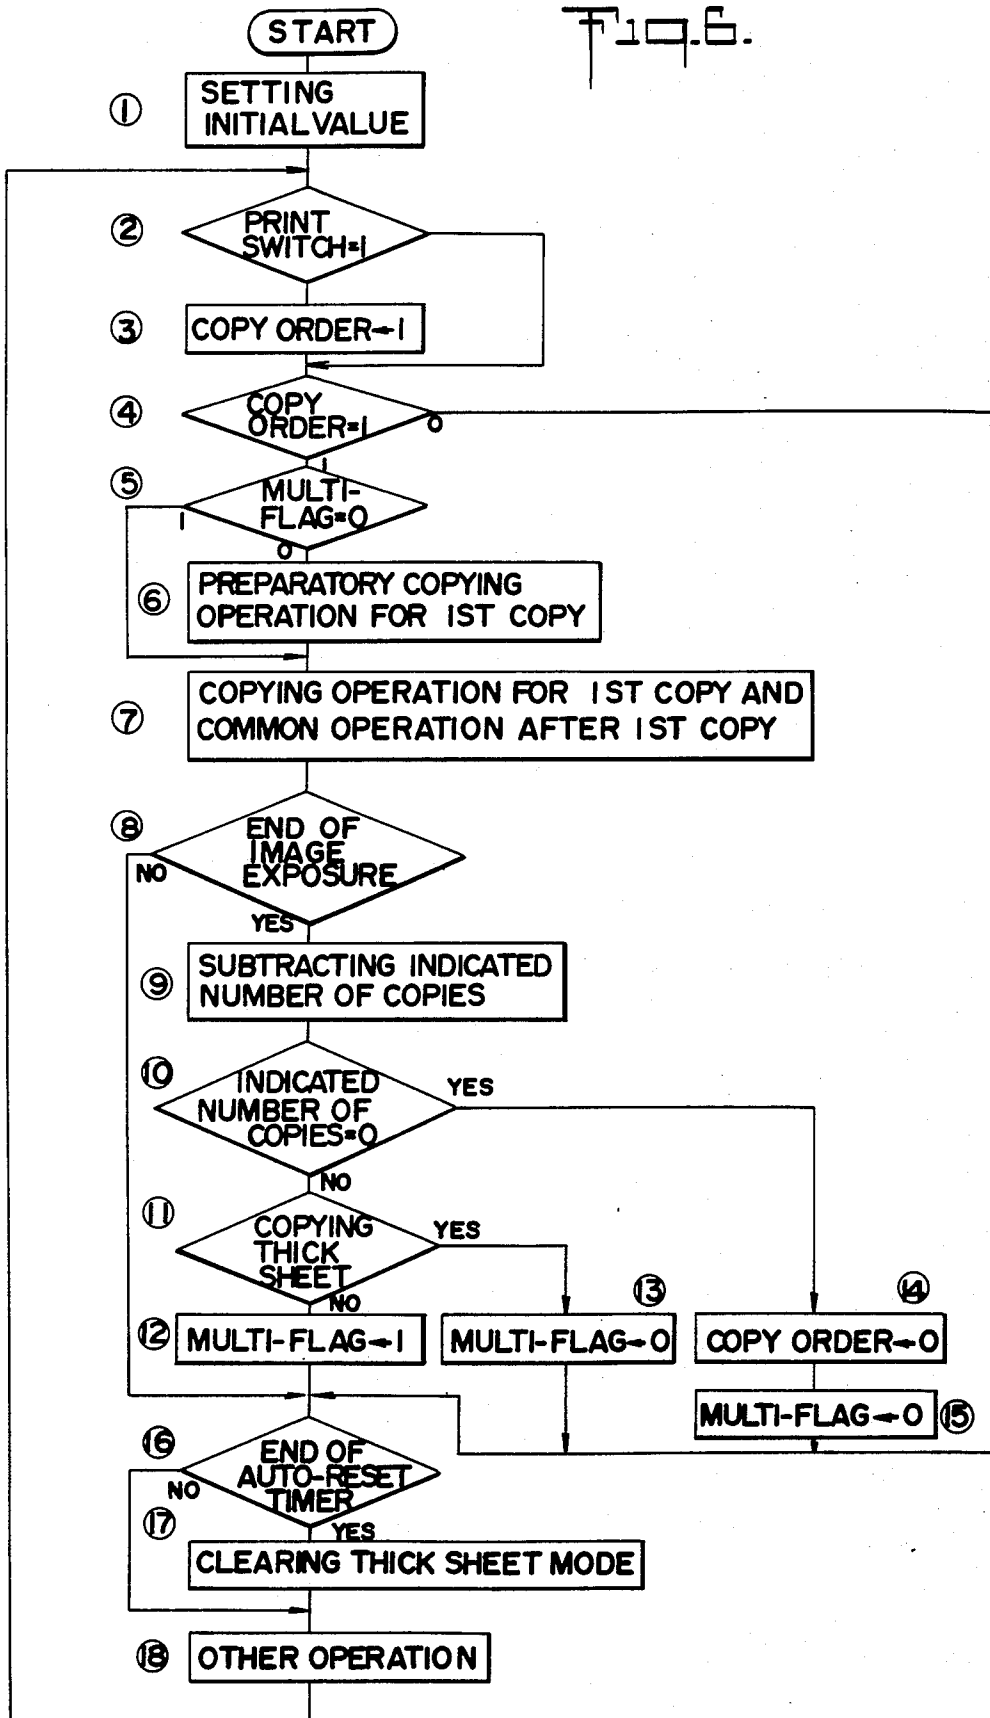 Fig.6.
START
① SETTING
INITIAL VALUE
② PRINT
SWITCH=1
③ COPY ORDER←1
④ COPY
ORDER=1
0
1
⑤ MULTI-
FLAG=0
1
0
⑥ PREPARATORY COPYING
OPERATION FOR 1ST COPY
⑦ COPYING OPERATION FOR 1ST COPY AND
COMMON OPERATION AFTER 1ST COPY
⑧ END OF
IMAGE
EXPOSURE
NO
YES
⑨ SUBTRACTING INDICATED
NUMBER OF COPIES
⑩ INDICATED
NUMBER OF
COPIES=0
YES
NO
⑪ COPYING
THICK
SHEET
YES
NO
⑫ MULTI-FLAG←1
⑬ MULTI-FLAG←0
⑭ COPY ORDER←0
MULTI-FLAG←0 ⑮
⑯ END OF
AUTO-RESET
TIMER
NO
YES
⑰ CLEARING THICK SHEET MODE
⑱ OTHER OPERATION